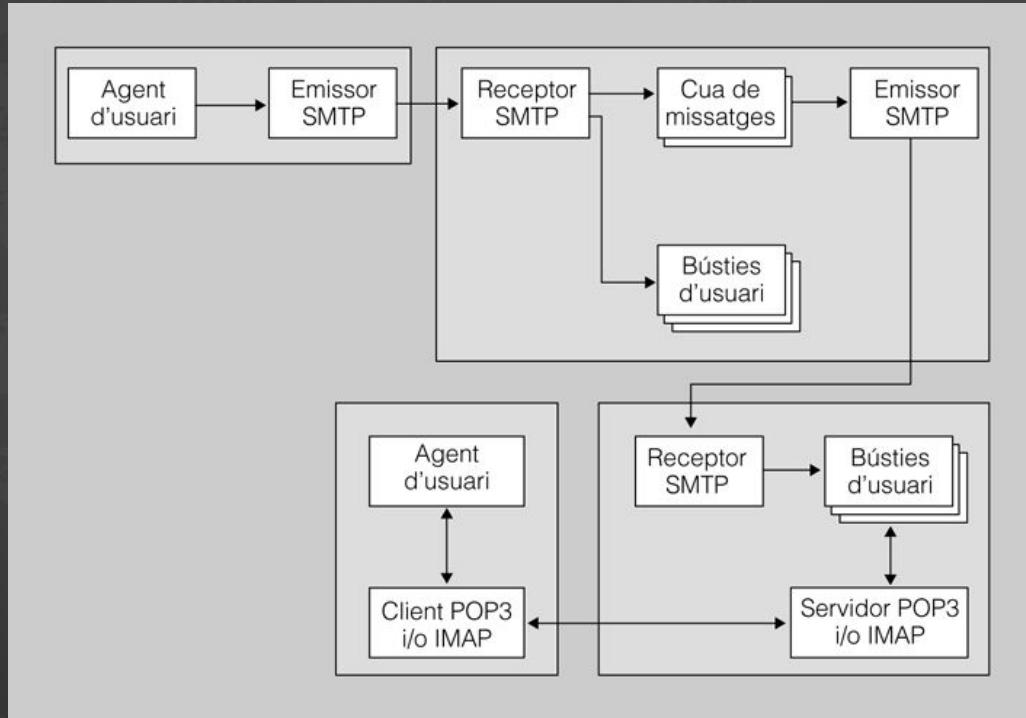 Agent
d'usuari
Emissor
SMTP
Receptor
SMTP
Cua de
missatges
Emissor
SMTP
Bústies
d'usuari
Agent
d'usuari
Receptor
SMTP
Bústies
d'usuari
Client POP3
i/o IMAP
Servidor POP3
i/o IMAP